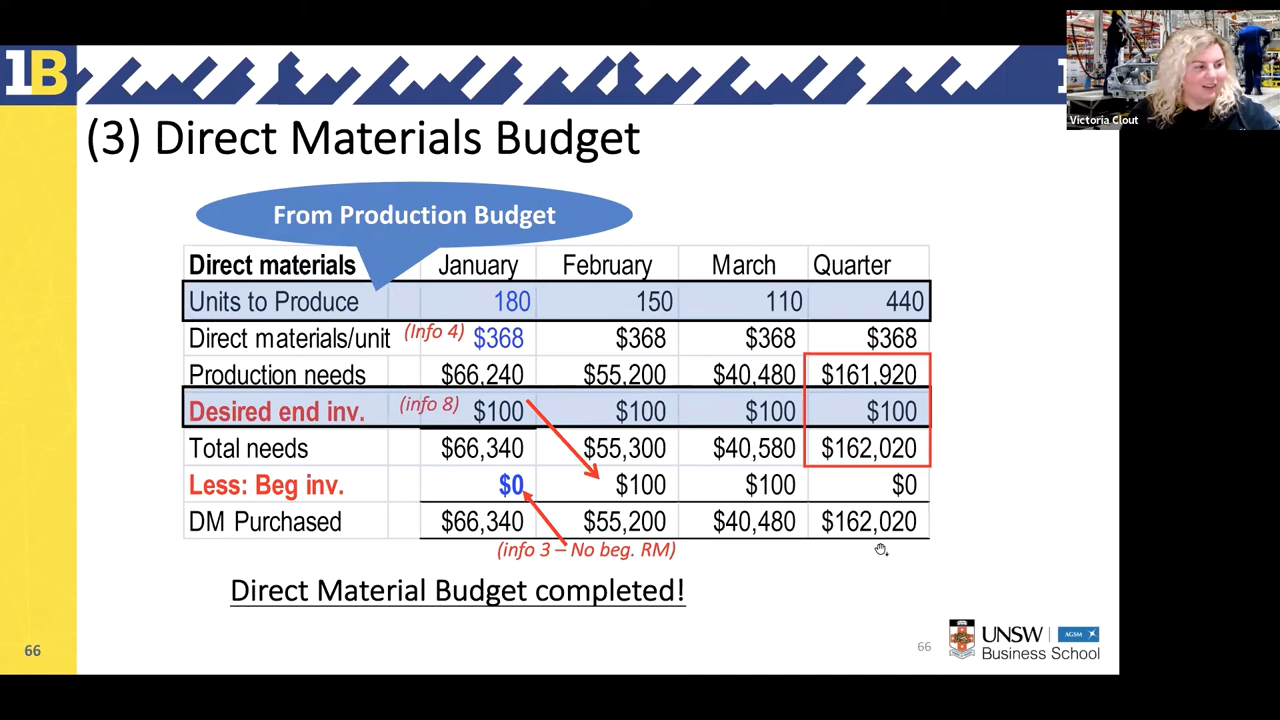 1B
Victoria Clout
(3) Direct Materials Budget
From Production Budget
Direct materials January February March Quarter
Units to Produce 180 150 110 440
Direct materials/unit (Info 4) $368 $368 $368 $368
Production needs $66,240 $55,200 $40,480 $161,920
Desired end inv. (info 8) $100 $100 $100 $100
Total needs $66,340 $55,300 $40,580 $162,020
Less: Beg inv. $0 $100 $100 $0
DM Purchased $66,340 $55,200 $40,480 $162,020
(info 3 – No beg. RM)
Direct Material Budget completed!
66
66
UNSW AGSM
Business School